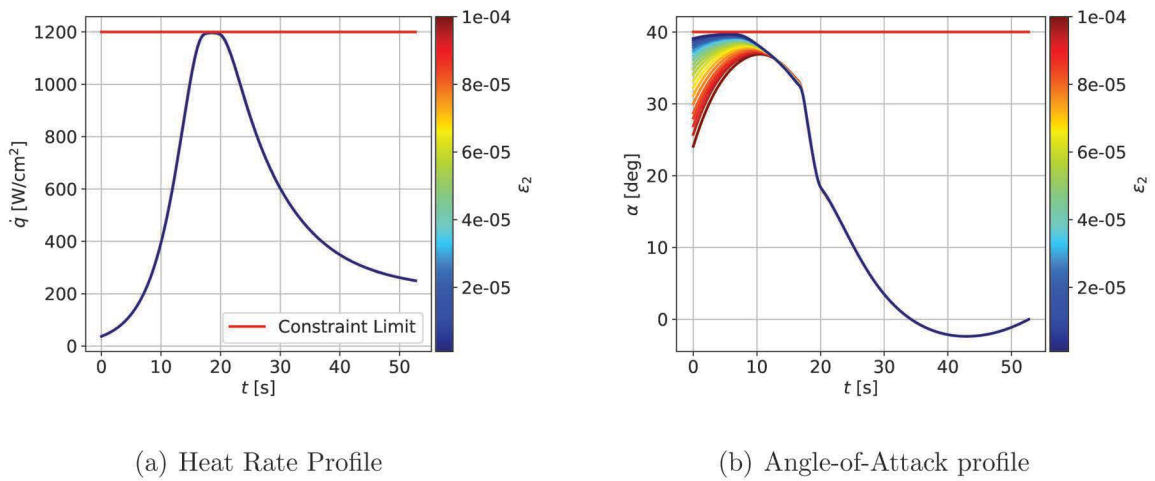 1200
1000
800
600
400
200
0
q̇ [W/cm²]
0 10 20 30 40 50
t [s]
Constraint Limit
1e-04
8e-05
6e-05
4e-05
2e-05
ε₂
(a) Heat Rate Profile
40
30
20
10
0
α [deg]
0 10 20 30 40 50
t [s]
1e-04
8e-05
6e-05
4e-05
2e-05
ε₂
(b) Angle-of-Attack profile